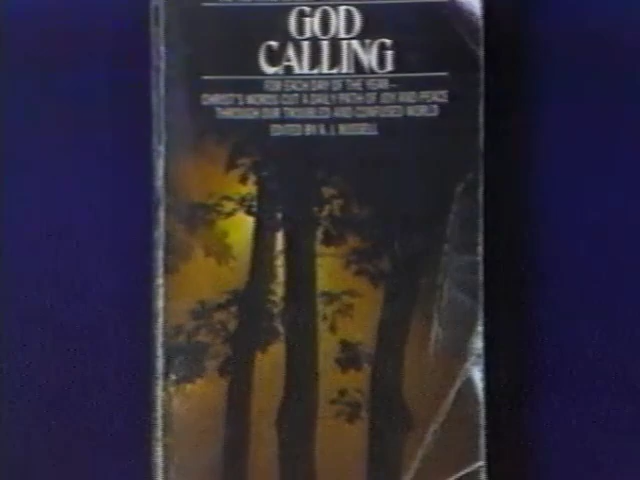 GOD
CALLING
FOR EACH DAY OF THE YEAR—
CHRIST'S WORDS CUT A DAILY PATH OF JOY AND PEACE
THROUGH OUR TROUBLED AND CONFUSED WORLD
EDITED BY A. J. RUSSELL